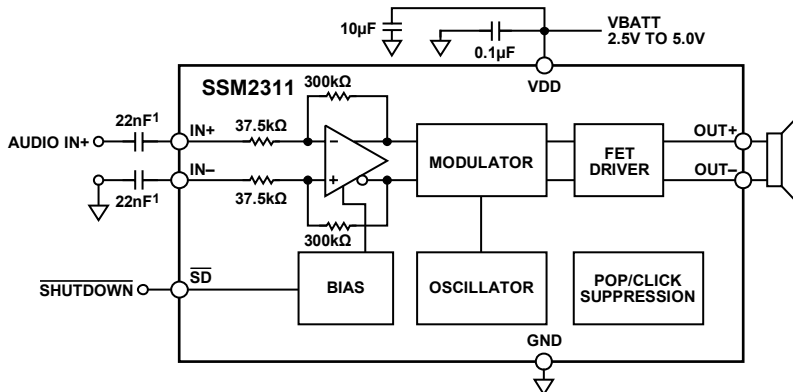 10µF
0.1µF
VBATT
2.5V TO 5.0V
SSM2311
VDD
300kΩ
22nF1
AUDIO IN+
IN+
37.5kΩ
−
+
MODULATOR
FET
DRIVER
OUT+
OUT−
IN−
22nF1
37.5kΩ
300kΩ
SHUTDOWN
SD
BIAS
OSCILLATOR
POP/CLICK
SUPPRESSION
GND